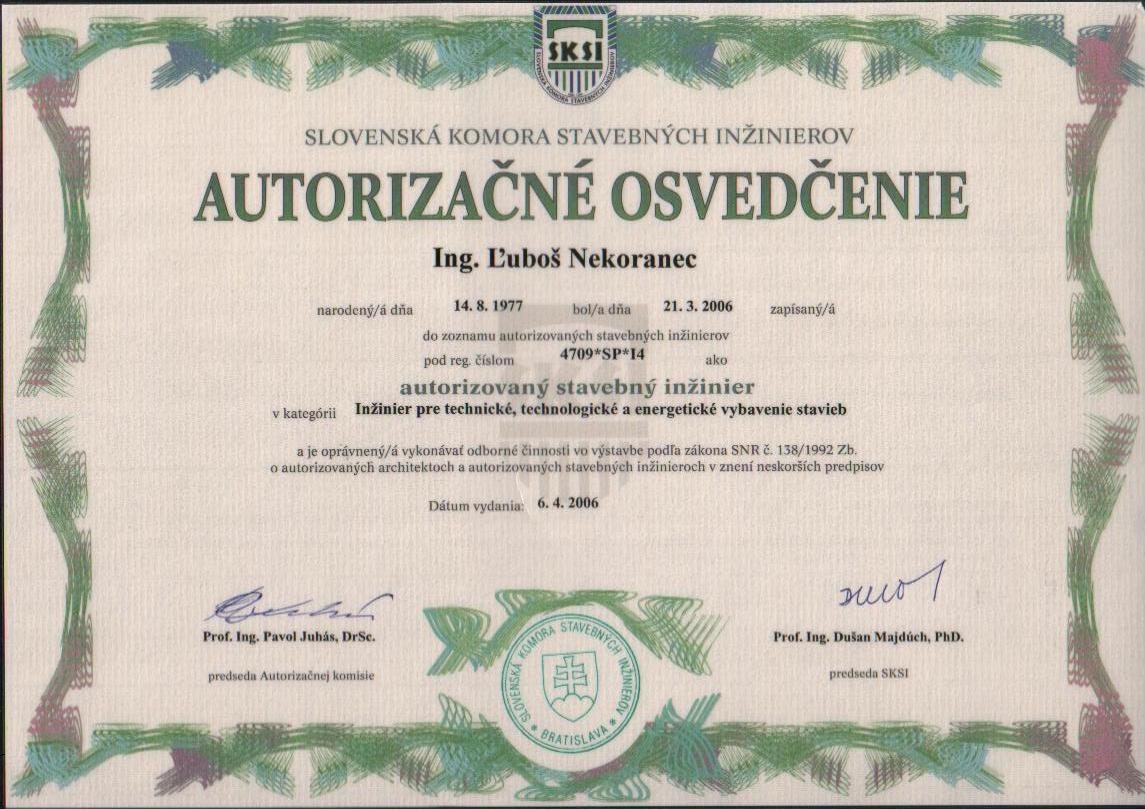 SKSI
SLOVENSKÁ KOMORA STAVEBNÝCH INŽINIEROV
SLOVENSKÁ KOMORA STAVEBNÝCH INŽINIEROV
AUTORIZAČNÉ OSVEDČENIE
Ing. Ľuboš Nekoranec
narodený/á dňa 14. 8. 1977 bol/a dňa 21. 3. 2006 zapísaný/á
do zoznamu autorizovaných stavebných inžinierov
pod reg. číslom 4709*SP*I4 ako
autorizovaný stavebný inžinier
v kategórii Inžinier pre technické, technologické a energetické vybavenie stavieb
a je oprávnený/á vykonávať odborné činnosti vo výstavbe podľa zákona SNR č. 138/1992 Zb.
o autorizovaných architektoch a autorizovaných stavebných inžinieroch v znení neskorších predpisov
Dátum vydania: 6. 4. 2006
Prof. Ing. Pavol Juhás, DrSc.
predseda Autorizačnej komisie
Prof. Ing. Dušan Majdúch, PhD.
predseda SKSI
SLOVENSKÁ KOMORA STAVEBNÝCH INŽINIEROV
* BRATISLAVA *